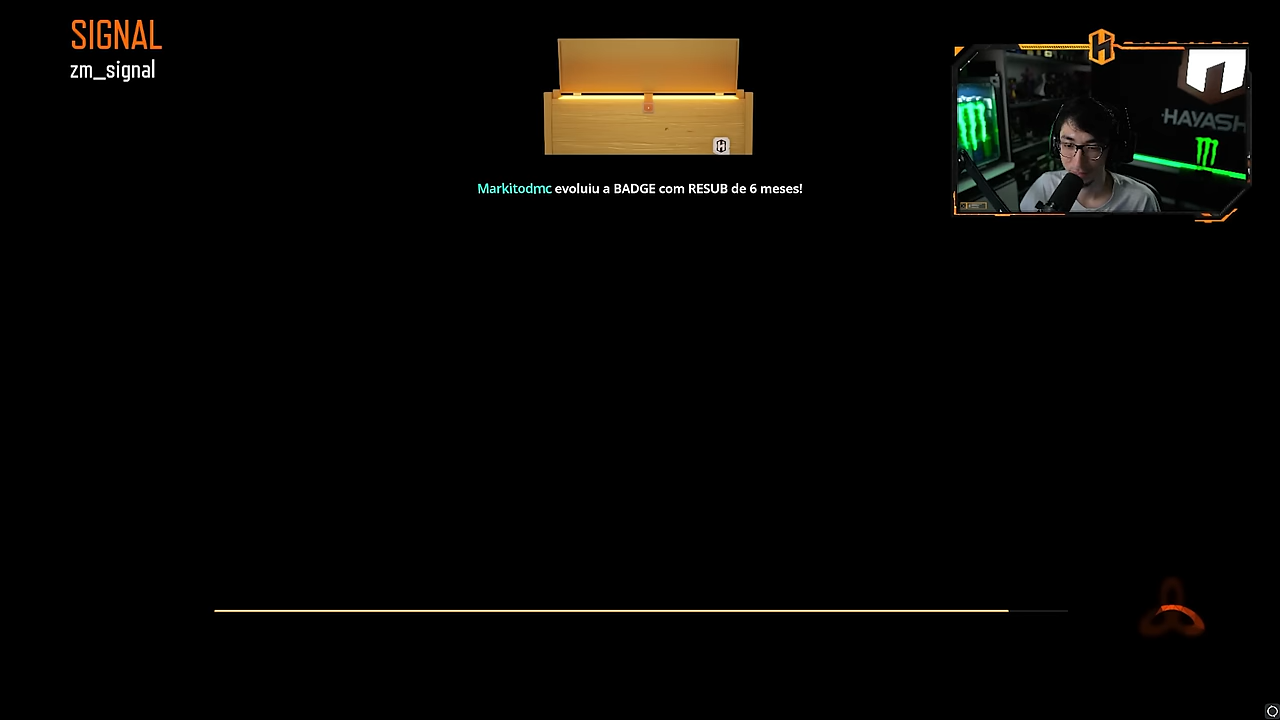 SIGNAL
zm_signal
Markitodmc evoluiu a BADGE com RESUB de 6 meses!
HAYASH